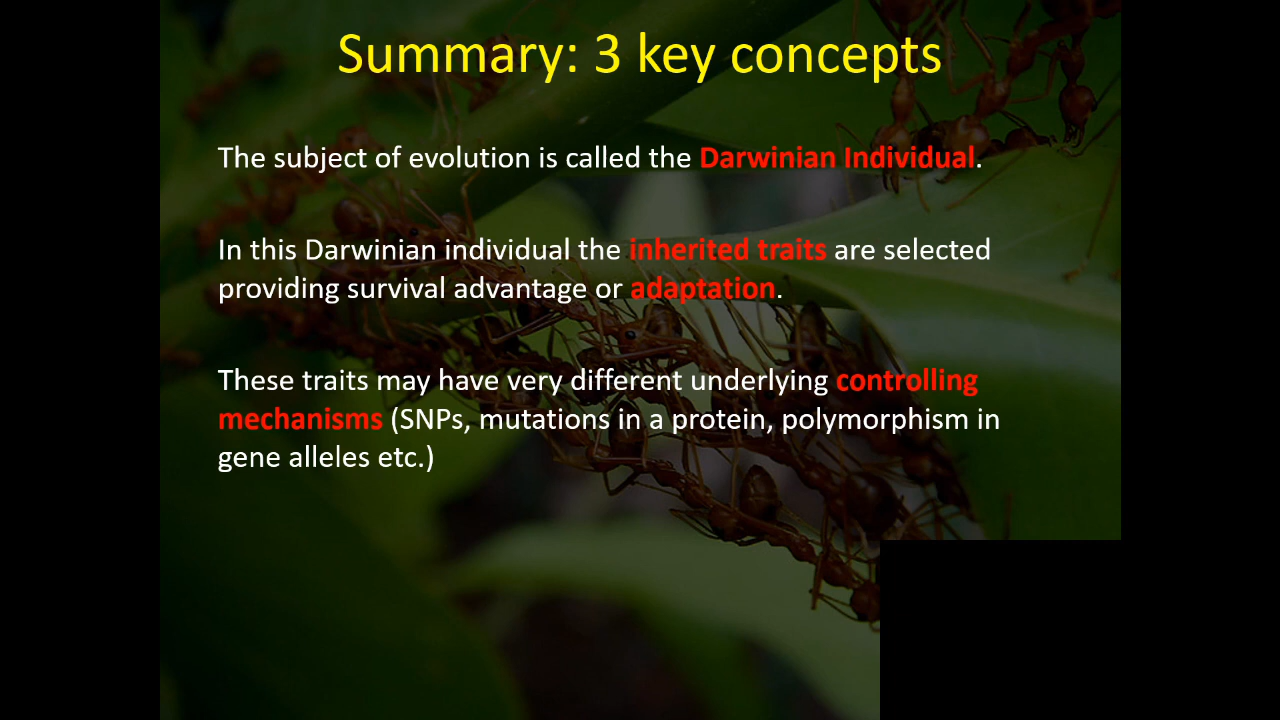 Summary: 3 key concepts
The subject of evolution is called the Darwinian Individual.
In this Darwinian individual the inherited traits are selected
providing survival advantage or adaptation.
These traits may have very different underlying controlling
mechanisms (SNPs, mutations in a protein, polymorphism in
gene alleles etc.)